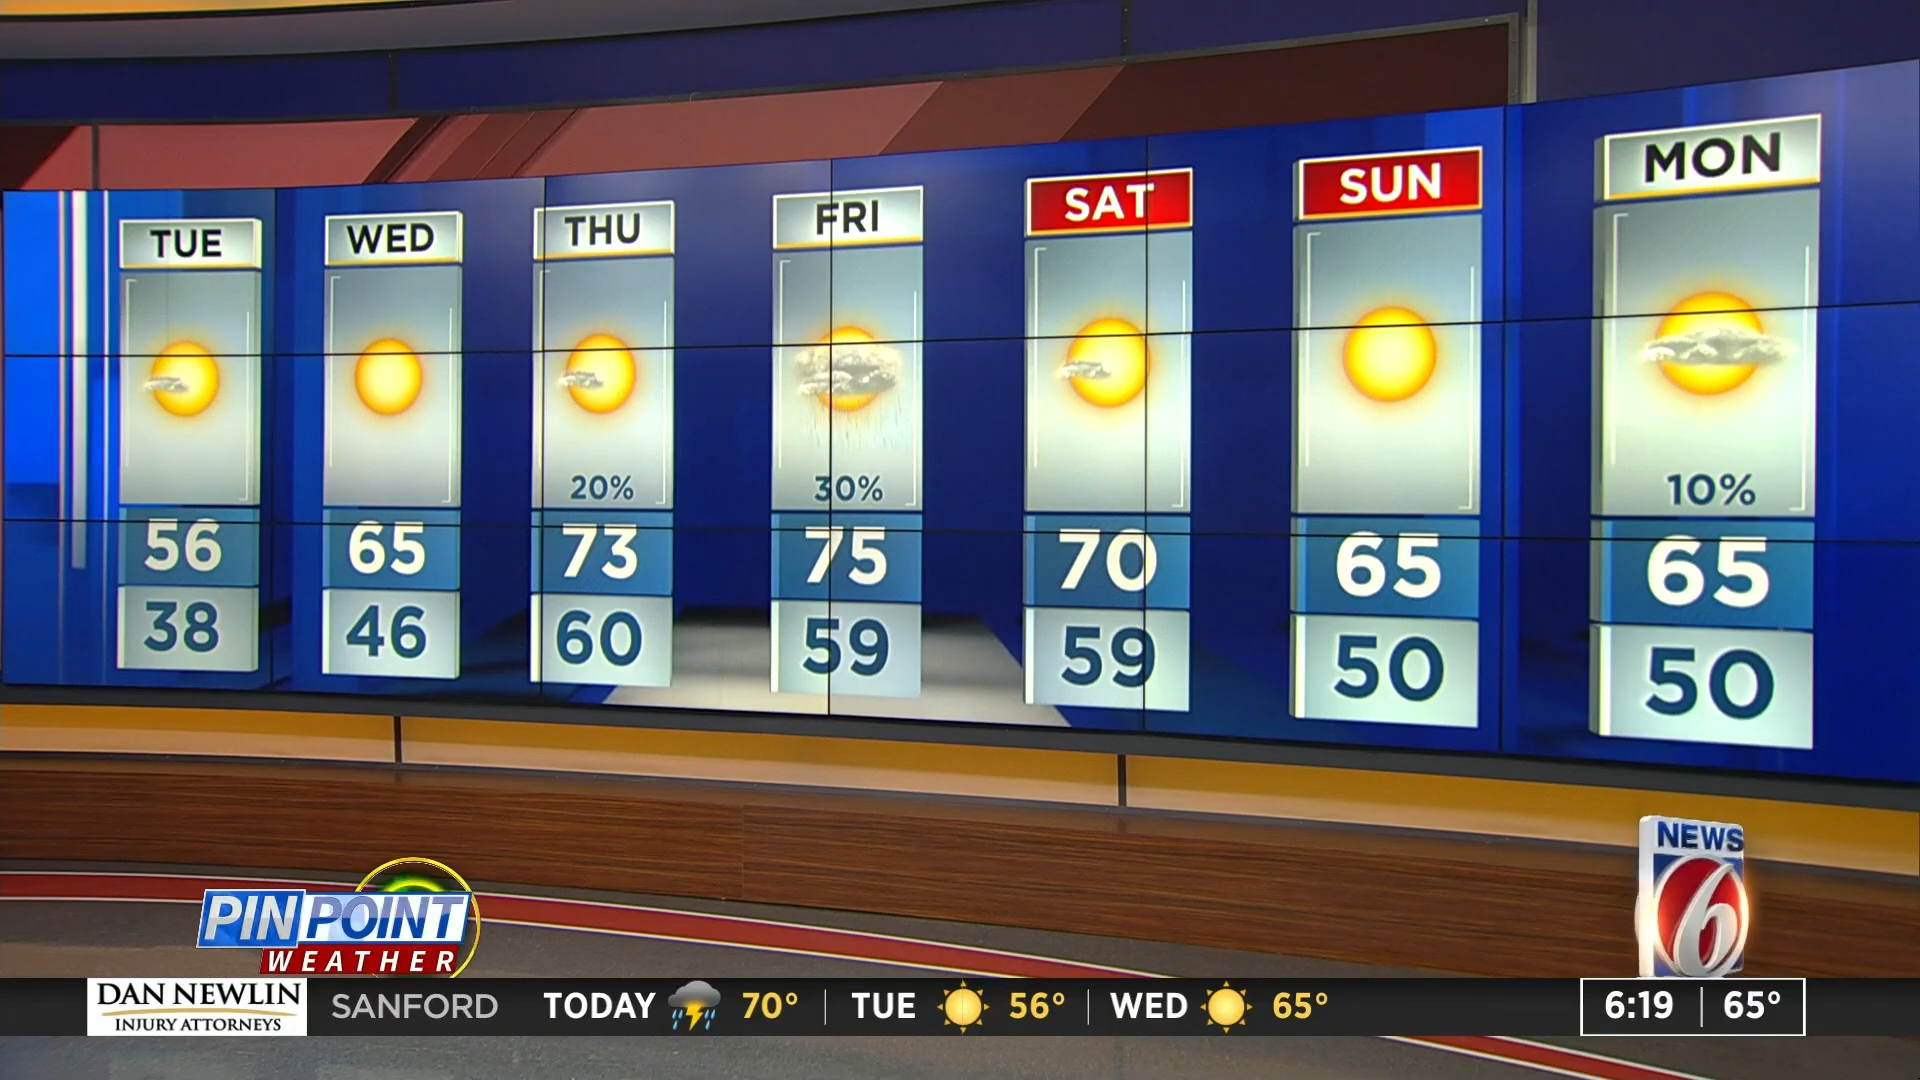 TUE WED THU FRI SAT SUN MON
20% 30% 10%
56 65 73 75 70 65 65
38 46 60 59 59 50 50
NEWS
6
PINPOINT
WEATHER
DAN NEWLIN
INJURY ATTORNEYS
SANFORD TODAY 70° TUE 56° WED 65°
6:19 65°